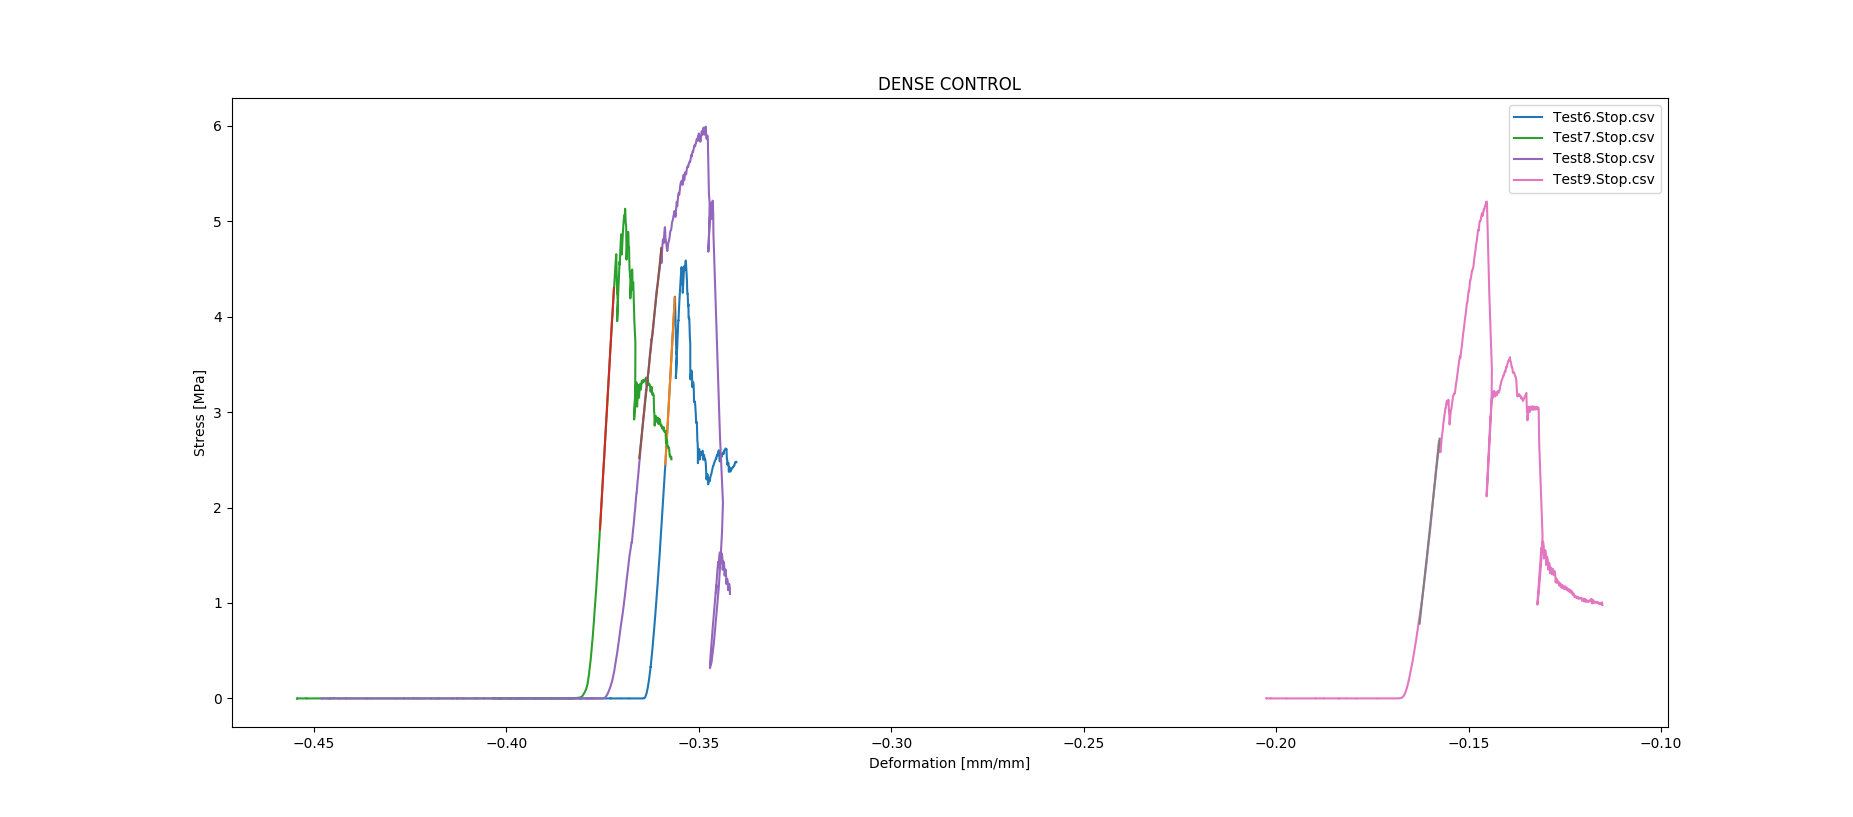 DENSE CONTROL
Test6.Stop.csv
Test7.Stop.csv
Test8.Stop.csv
Test9.Stop.csv
6
5
4
3
2
1
0
Stress [MPa]
−0.45 −0.40 −0.35 −0.30 −0.25 −0.20 −0.15 −0.10
Deformation [mm/mm]